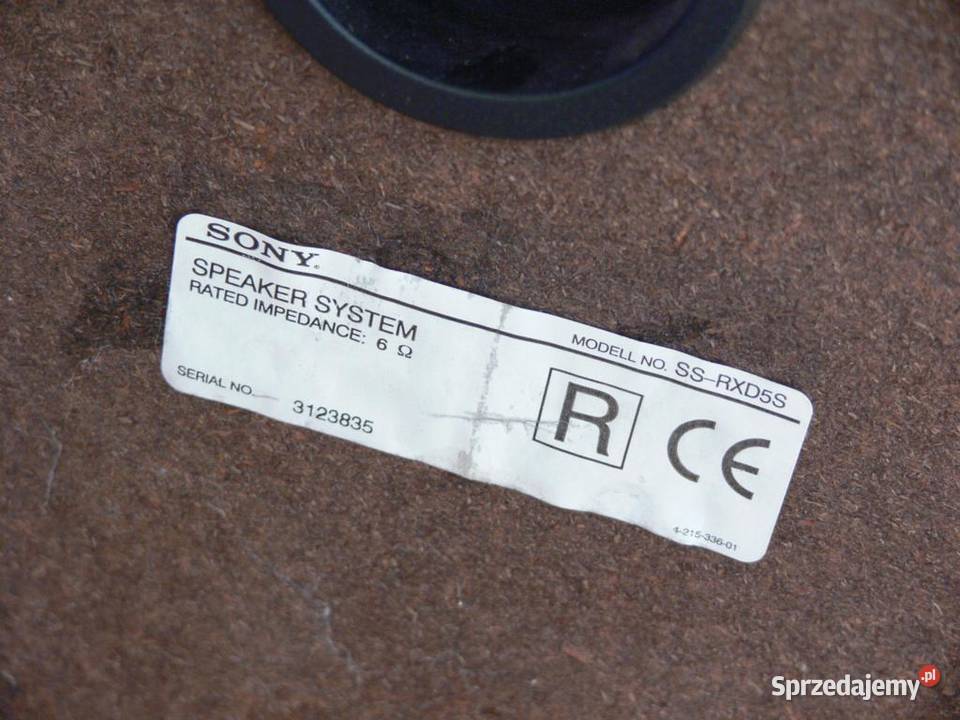 SONY.
SPEAKER SYSTEM
RATED IMPEDANCE: 6 Ω
MODELL NO. SS-RXD5S
SERIAL NO. 3123835
R
CE
4-215-336-01
Sprzedajemy.pl